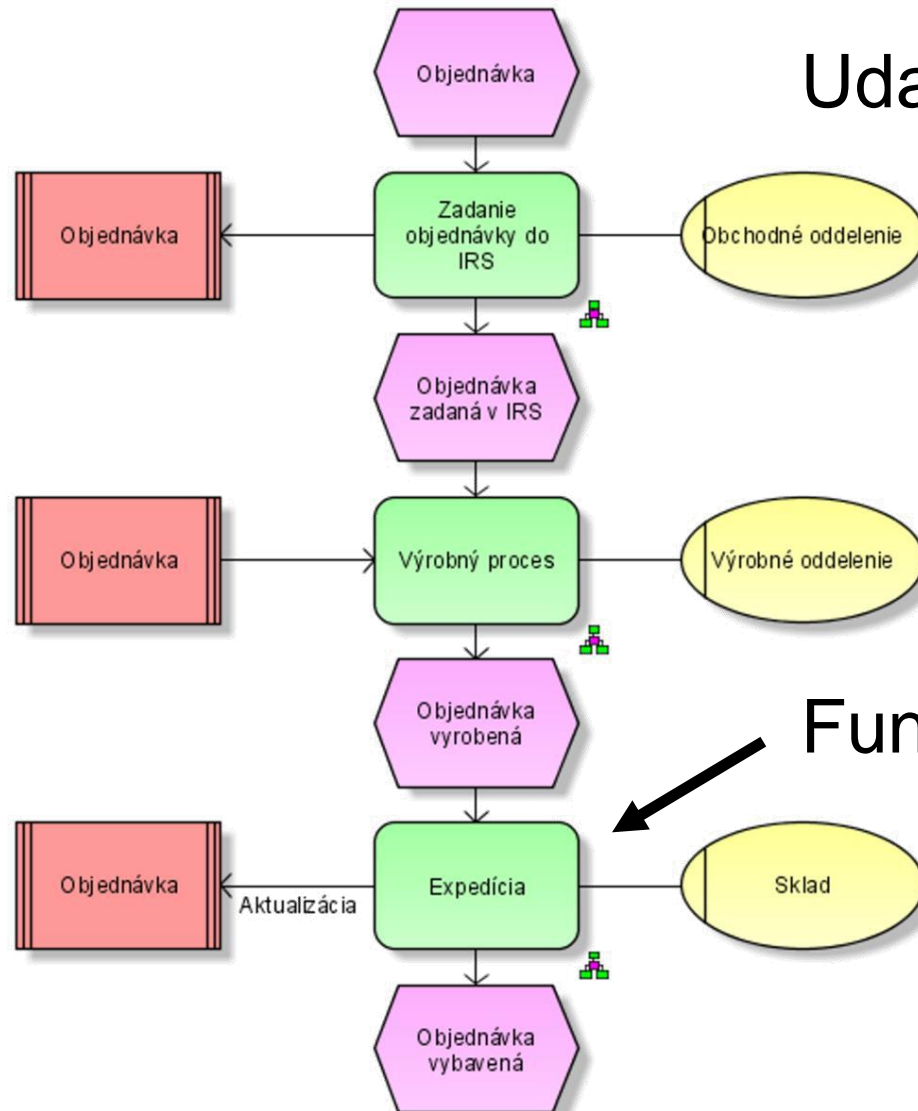 Objednávka
Uda
Objednávka
Zadanie
objednávky do
IRS
Obchodné oddelenie
Objednávka
zadaná v IRS
Objednávka
Výrobný proces
Výrobné oddelenie
Objednávka
vyrobená
Fun
Objednávka
Aktualizácia
Expedícia
Sklad
Objednávka
vybavená